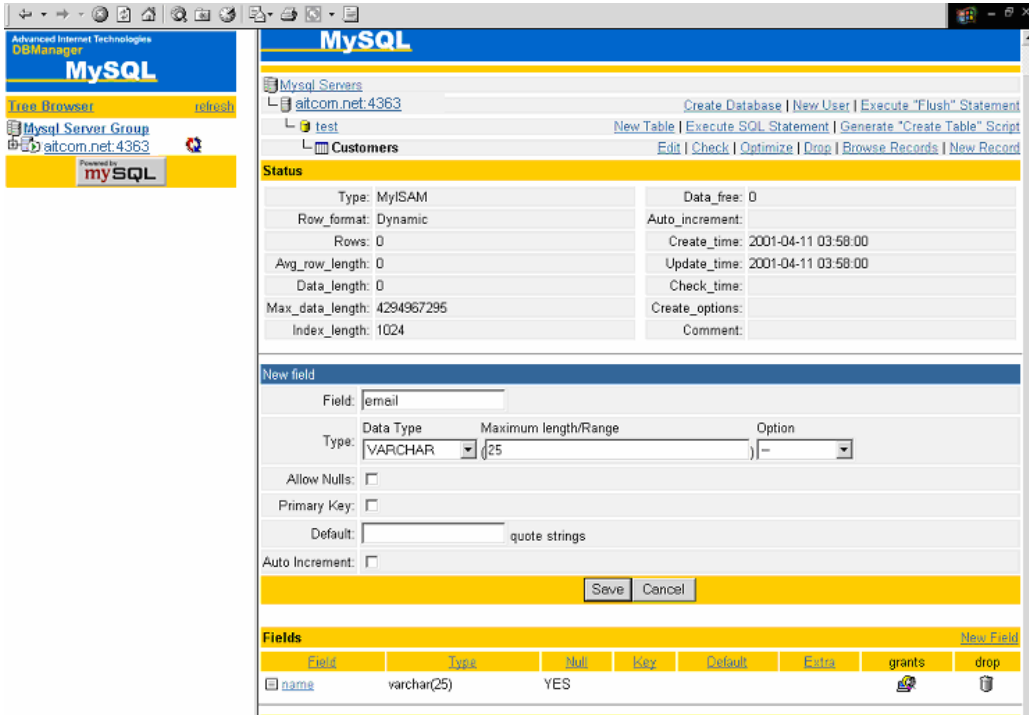 Advanced Internet Technologies
DBManager
MySQL
Tree Browser refresh
Mysql Server Group
aitcom.net:4363
Powered by
mySQL
MySQL
Mysql Servers
aitcom.net:4363 Create Database | New User | Execute "Flush" Statement
test New Table | Execute SQL Statement | Generate "Create Table" Script
Customers Edit | Check | Optimize | Drop | Browse Records | New Record
Status
Type: MyISAM Data_free: 0
Row_format: Dynamic Auto_increment:
Rows: 0 Create_time: 2001-04-11 03:58:00
Avg_row_length: 0 Update_time: 2001-04-11 03:58:00
Data_length: 0 Check_time:
Max_data_length: 4294967295 Create_options:
Index_length: 1024 Comment:
New field
Field: email
Data Type Maximum length/Range Option
Type: VARCHAR (25 ) --
Allow Nulls:
Primary Key:
Default: quote strings
Auto Increment:
Save Cancel
Fields New Field
Field Type Null Key Default Extra grants drop
name varchar(25) YES